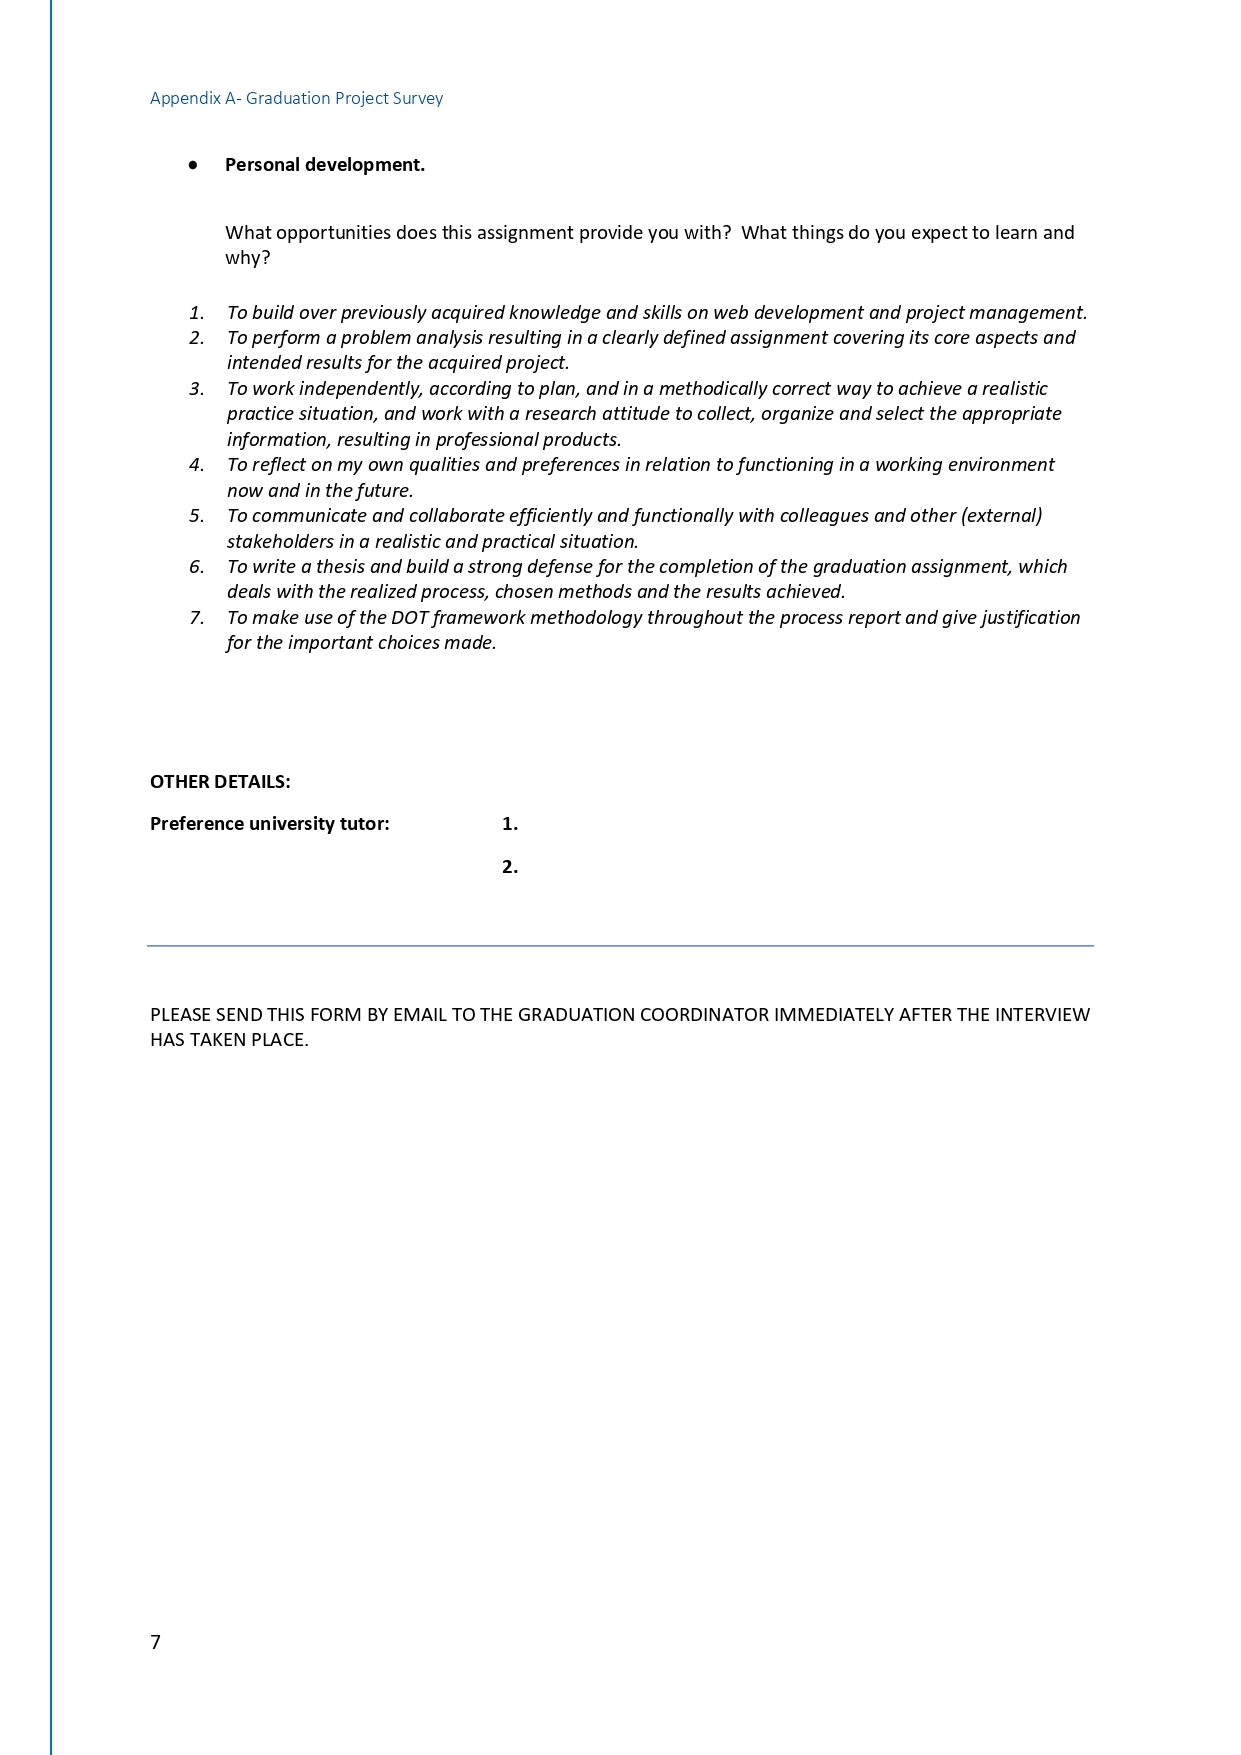 Appendix A- Graduation Project Survey
● Personal development.
What opportunities does this assignment provide you with?  What things do you expect to learn and
why?
1. To build over previously acquired knowledge and skills on web development and project management.
2. To perform a problem analysis resulting in a clearly defined assignment covering its core aspects and
intended results for the acquired project.
3. To work independently, according to plan, and in a methodically correct way to achieve a realistic
practice situation, and work with a research attitude to collect, organize and select the appropriate
information, resulting in professional products.
4. To reflect on my own qualities and preferences in relation to functioning in a working environment
now and in the future.
5. To communicate and collaborate efficiently and functionally with colleagues and other (external)
stakeholders in a realistic and practical situation.
6. To write a thesis and build a strong defense for the completion of the graduation assignment, which
deals with the realized process, chosen methods and the results achieved.
7. To make use of the DOT framework methodology throughout the process report and give justification
for the important choices made.
OTHER DETAILS:
Preference university tutor: 1.
2.
PLEASE SEND THIS FORM BY EMAIL TO THE GRADUATION COORDINATOR IMMEDIATELY AFTER THE INTERVIEW
HAS TAKEN PLACE.
7